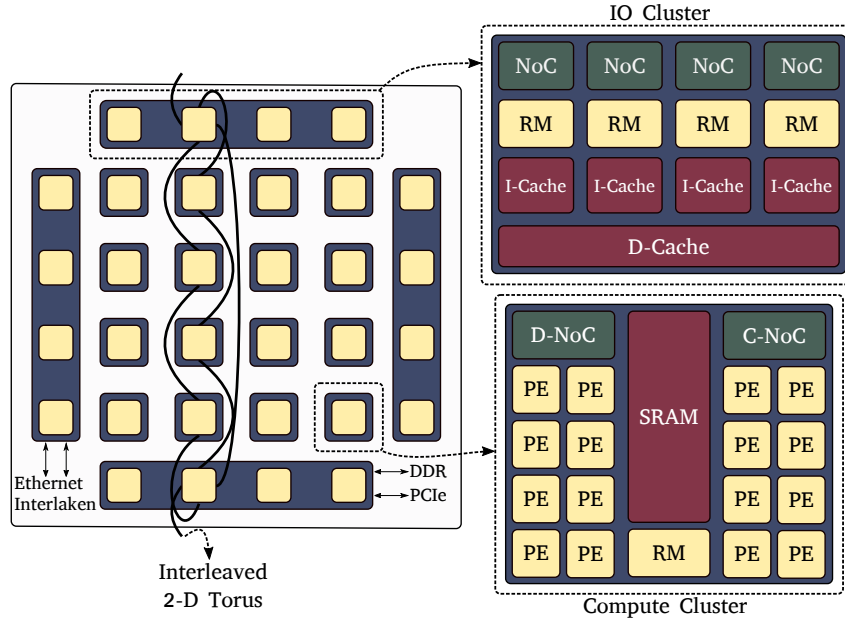 IO Cluster
NoC NoC NoC NoC
RM RM RM RM
I-Cache I-Cache I-Cache I-Cache
D-Cache
D-NoC SRAM C-NoC
PE PE PE PE
PE PE PE PE
PE PE PE PE
PE PE RM PE PE
Compute Cluster
Ethernet
Interlaken
DDR
PCIe
Interleaved
2-D Torus